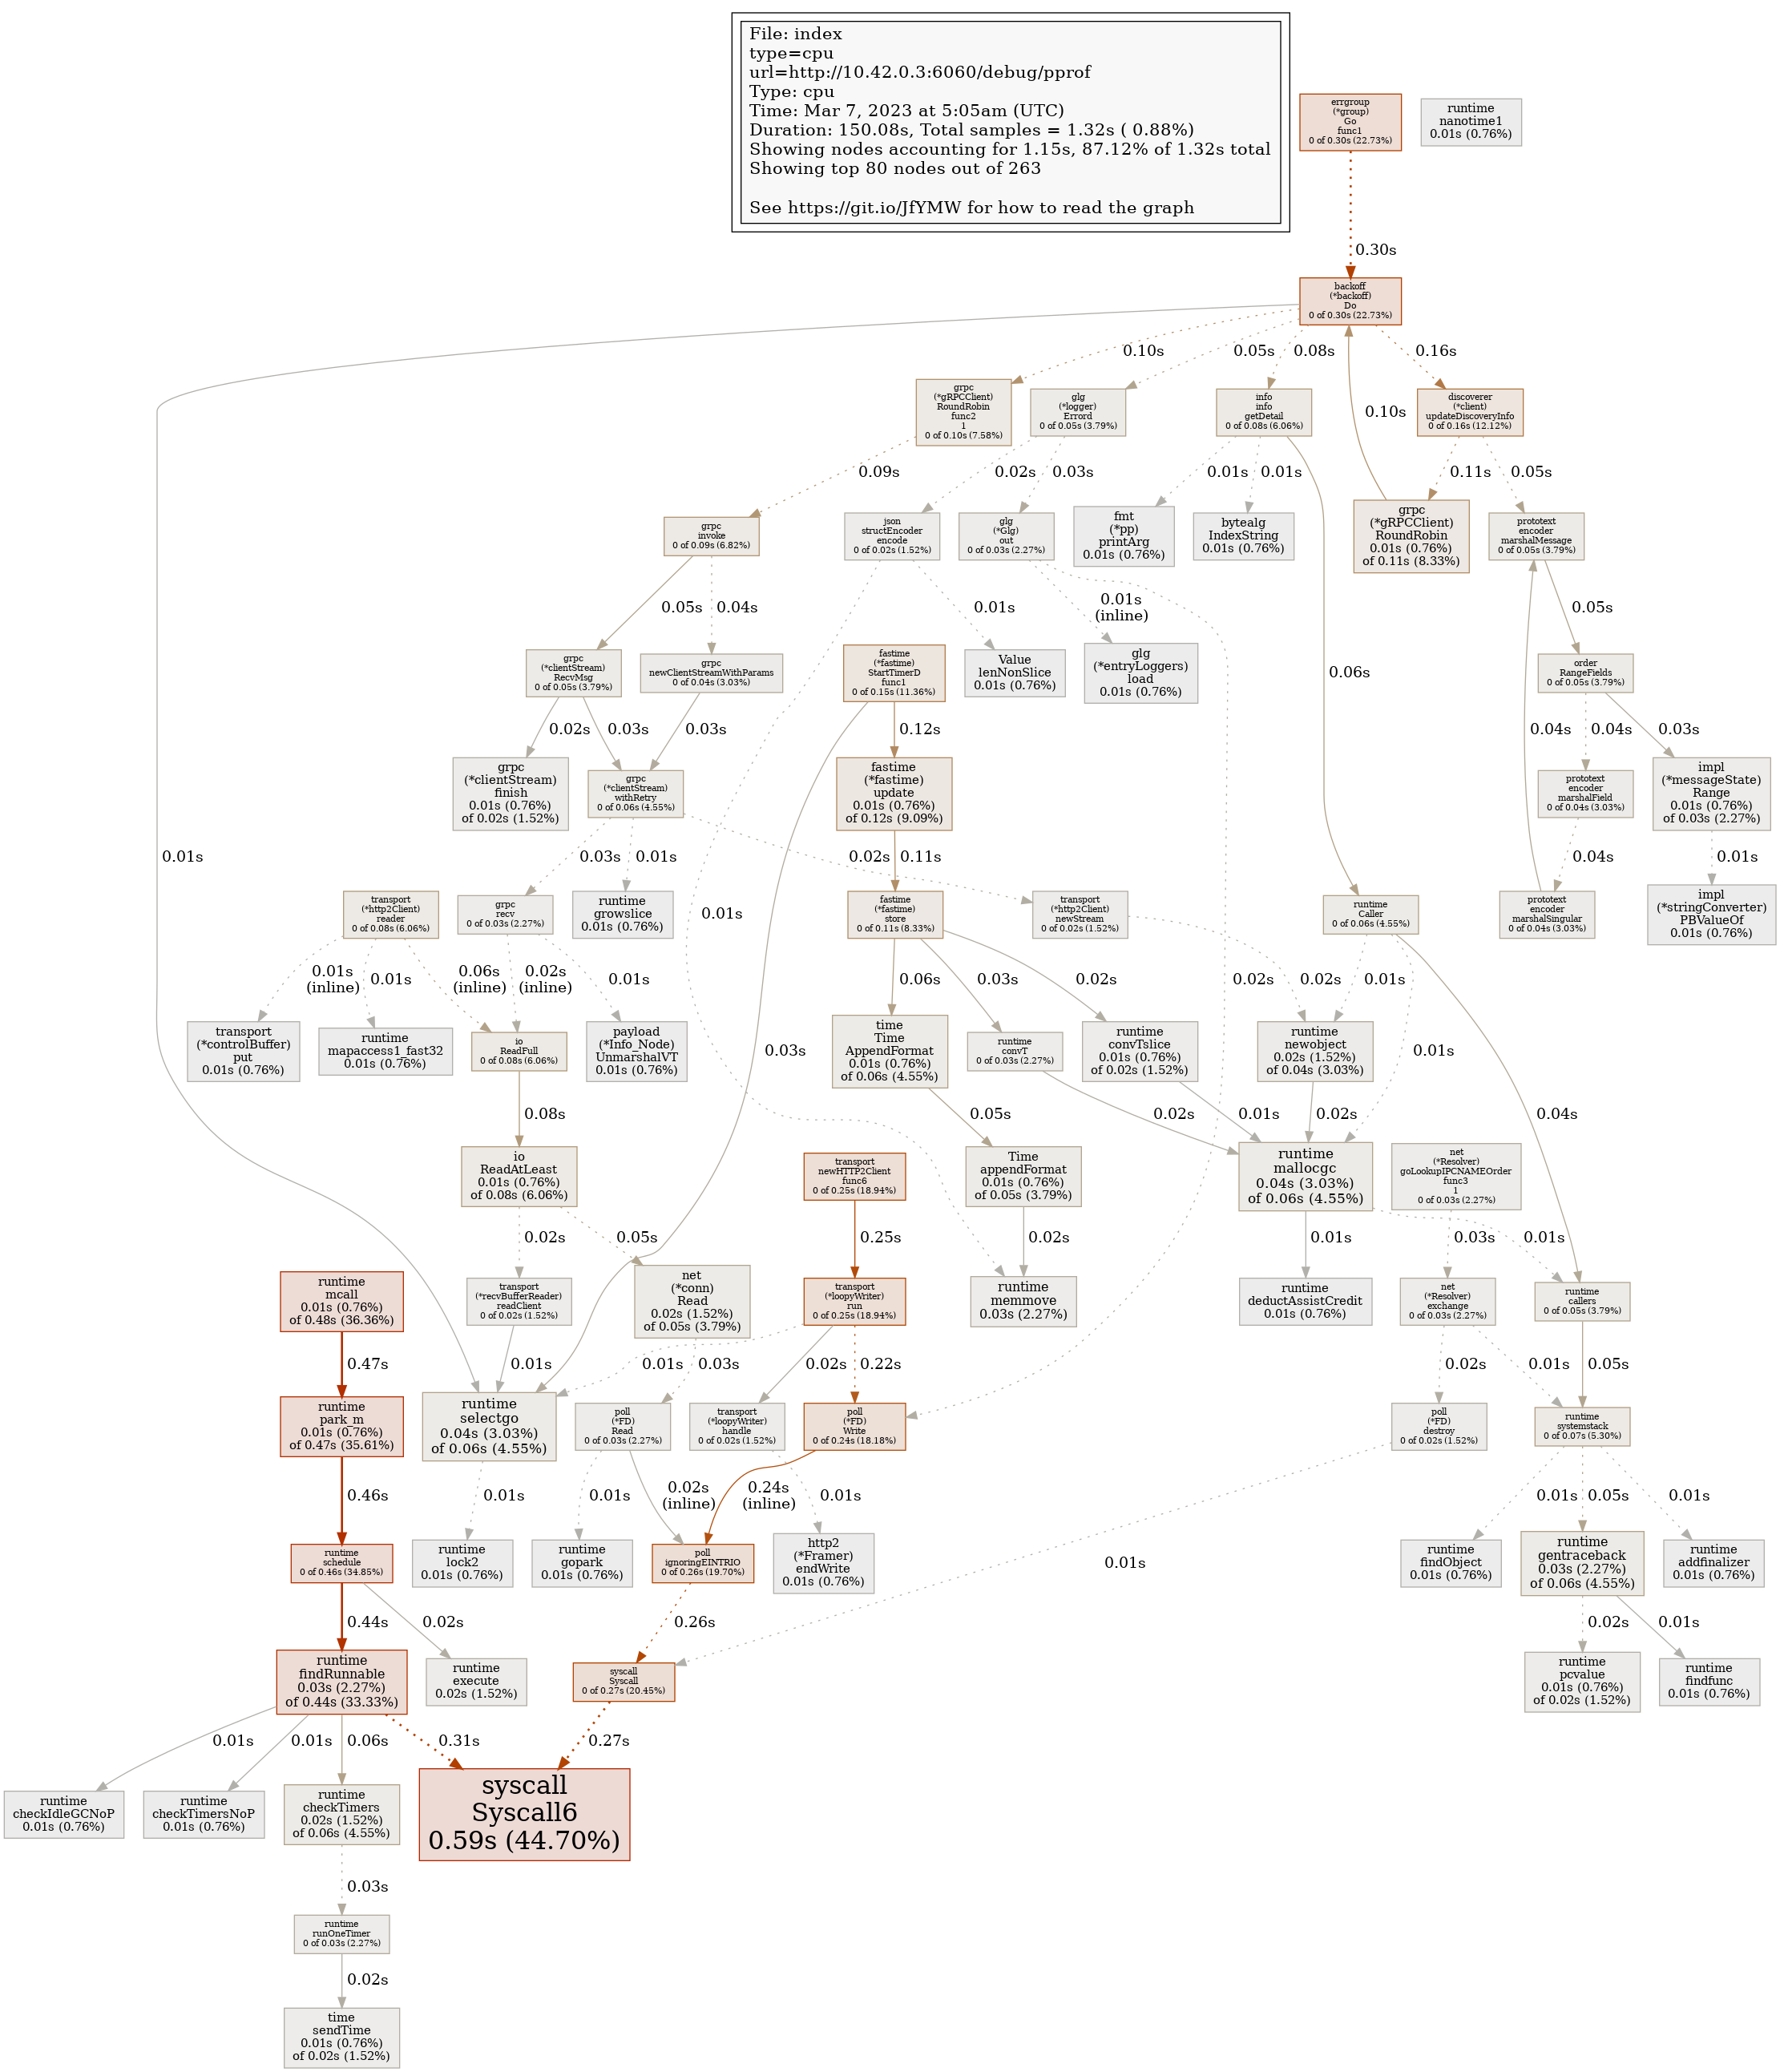 File: index
type=cpu
url=http://10.42.0.3:6060/debug/pprof
Type: cpu
Time: Mar 7, 2023 at 5:05am (UTC)
Duration: 150.08s, Total samples = 1.32s ( 0.88%)
Showing nodes accounting for 1.15s, 87.12% of 1.32s total
Showing top 80 nodes out of 263
See https://git.io/JfYMW for how to read the graph
errgroup
(*group)
Go
func1
0 of 0.30s (22.73%)
runtime
nanotime1
0.01s (0.76%)
0.30s
backoff
(*backoff)
Do
0 of 0.30s (22.73%)
0.10s
0.05s
0.08s
0.16s
grpc
(*gRPCClient)
RoundRobin
func2
1
0 of 0.10s (7.58%)
glg
(*logger)
Errord
0 of 0.05s (3.79%)
info
info
getDetail
0 of 0.08s (6.06%)
discoverer
(*client)
updateDiscoveryInfo
0 of 0.16s (12.12%)
0.10s
0.09s
0.02s
0.03s
0.01s
0.01s
0.11s
0.05s
grpc
invoke
0 of 0.09s (6.82%)
json
structEncoder
encode
0 of 0.02s (1.52%)
glg
(*Glg)
out
0 of 0.03s (2.27%)
fmt
(*pp)
printArg
0.01s (0.76%)
bytealg
IndexString
0.01s (0.76%)
grpc
(*gRPCClient)
RoundRobin
0.01s (0.76%)
of 0.11s (8.33%)
prototext
encoder
marshalMessage
0 of 0.05s (3.79%)
0.05s
0.04s
0.01s
0.01s
(inline)
0.05s
grpc
(*clientStream)
RecvMsg
0 of 0.05s (3.79%)
grpc
newClientStreamWithParams
0 of 0.04s (3.03%)
fastime
(*fastime)
StartTimerD
func1
0 of 0.15s (11.36%)
Value
lenNonSlice
0.01s (0.76%)
glg
(*entryLoggers)
load
0.01s (0.76%)
0.06s
order
RangeFields
0 of 0.05s (3.79%)
0.02s
0.03s
0.03s
0.12s
0.04s
0.04s
0.03s
grpc
(*clientStream)
finish
0.01s (0.76%)
of 0.02s (1.52%)
grpc
(*clientStream)
withRetry
0 of 0.06s (4.55%)
fastime
(*fastime)
update
0.01s (0.76%)
of 0.12s (9.09%)
prototext
encoder
marshalField
0 of 0.04s (3.03%)
impl
(*messageState)
Range
0.01s (0.76%)
of 0.03s (2.27%)
0.01s
0.03s
0.01s
0.02s
0.11s
0.04s
0.01s
transport
(*http2Client)
reader
0 of 0.08s (6.06%)
grpc
recv
0 of 0.03s (2.27%)
runtime
growslice
0.01s (0.76%)
0.01s
fastime
(*fastime)
store
0 of 0.11s (8.33%)
transport
(*http2Client)
newStream
0 of 0.02s (1.52%)
runtime
Caller
0 of 0.06s (4.55%)
prototext
encoder
marshalSingular
0 of 0.04s (3.03%)
impl
(*stringConverter)
PBValueOf
0.01s (0.76%)
0.01s
(inline)
0.01s
0.06s
(inline)
0.02s
(inline)
0.01s
0.06s
0.03s
0.02s
0.02s
0.02s
0.01s
transport
(*controlBuffer)
put
0.01s (0.76%)
runtime
mapaccess1_fast32
0.01s (0.76%)
io
ReadFull
0 of 0.08s (6.06%)
payload
(*Info_Node)
UnmarshalVT
0.01s (0.76%)
0.03s
time
Time
AppendFormat
0.01s (0.76%)
of 0.06s (4.55%)
runtime
convT
0 of 0.03s (2.27%)
runtime
convTslice
0.01s (0.76%)
of 0.02s (1.52%)
runtime
newobject
0.02s (1.52%)
of 0.04s (3.03%)
0.01s
0.08s
0.05s
0.02s
0.01s
0.02s
0.04s
io
ReadAtLeast
0.01s (0.76%)
of 0.08s (6.06%)
transport
newHTTP2Client
func6
0 of 0.25s (18.94%)
Time
appendFormat
0.01s (0.76%)
of 0.05s (3.79%)
runtime
mallocgc
0.04s (3.03%)
of 0.06s (4.55%)
net
(*Resolver)
goLookupIPCNAMEOrder
func3
1
0 of 0.03s (2.27%)
0.02s
0.05s
0.25s
0.02s
0.01s
0.03s
0.01s
runtime
mcall
0.01s (0.76%)
of 0.48s (36.36%)
transport
(*recvBufferReader)
readClient
0 of 0.02s (1.52%)
net
(*conn)
Read
0.02s (1.52%)
of 0.05s (3.79%)
transport
(*loopyWriter)
run
0 of 0.25s (18.94%)
runtime
memmove
0.03s (2.27%)
runtime
deductAssistCredit
0.01s (0.76%)
net
(*Resolver)
exchange
0 of 0.03s (2.27%)
runtime
callers
0 of 0.05s (3.79%)
0.47s
0.01s
0.01s
0.03s
0.02s
0.22s
0.02s
0.01s
0.05s
runtime
park_m
0.01s (0.76%)
of 0.47s (35.61%)
runtime
selectgo
0.04s (3.03%)
of 0.06s (4.55%)
poll
(*FD)
Read
0 of 0.03s (2.27%)
transport
(*loopyWriter)
handle
0 of 0.02s (1.52%)
poll
(*FD)
Write
0 of 0.24s (18.18%)
poll
(*FD)
destroy
0 of 0.02s (1.52%)
runtime
systemstack
0 of 0.07s (5.30%)
0.46s
0.01s
0.01s
0.02s
(inline)
0.24s
(inline)
0.01s
0.01s
0.05s
0.01s
runtime
schedule
0 of 0.46s (34.85%)
runtime
lock2
0.01s (0.76%)
runtime
gopark
0.01s (0.76%)
poll
ignoringEINTRIO
0 of 0.26s (19.70%)
http2
(*Framer)
endWrite
0.01s (0.76%)
0.01s
runtime
findObject
0.01s (0.76%)
runtime
gentraceback
0.03s (2.27%)
of 0.06s (4.55%)
runtime
addfinalizer
0.01s (0.76%)
0.44s
0.02s
0.26s
0.02s
0.01s
runtime
findRunnable
0.03s (2.27%)
of 0.44s (33.33%)
runtime
execute
0.02s (1.52%)
syscall
Syscall
0 of 0.27s (20.45%)
runtime
pcvalue
0.01s (0.76%)
of 0.02s (1.52%)
runtime
findfunc
0.01s (0.76%)
0.01s
0.01s
0.06s
0.31s
0.27s
runtime
checkIdleGCNoP
0.01s (0.76%)
runtime
checkTimersNoP
0.01s (0.76%)
runtime
checkTimers
0.02s (1.52%)
of 0.06s (4.55%)
syscall
Syscall6
0.59s (44.70%)
0.03s
runtime
runOneTimer
0 of 0.03s (2.27%)
0.02s
time
sendTime
0.01s (0.76%)
of 0.02s (1.52%)